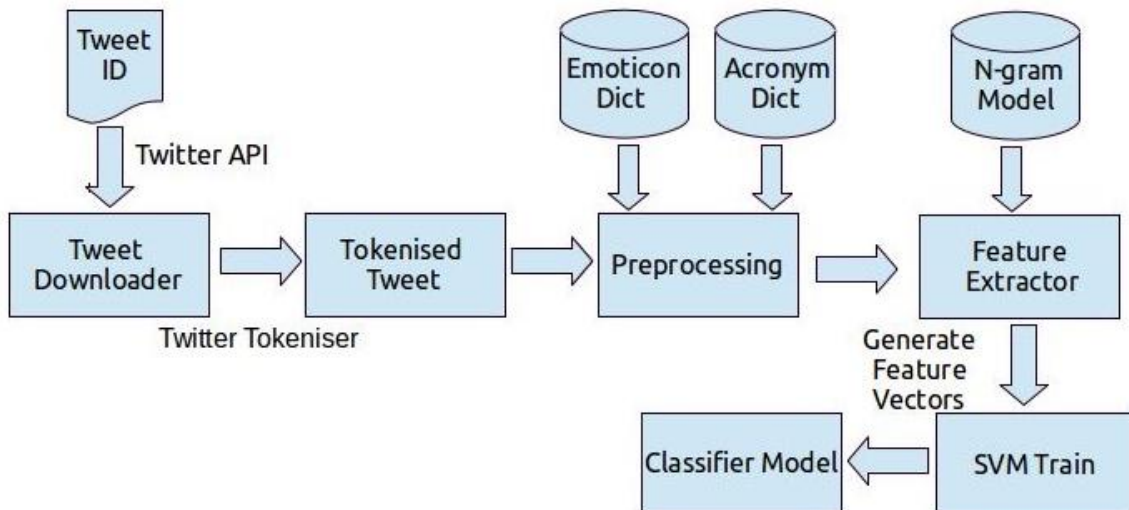 Tweet
ID
Emoticon
Dict
Acronym
Dict
N-gram
Model
Twitter API
Tweet
Downloader
Tokenised
Tweet
Preprocessing
Feature
Extractor
Twitter Tokeniser
Generate
Feature
Vectors
Classifier Model
SVM Train